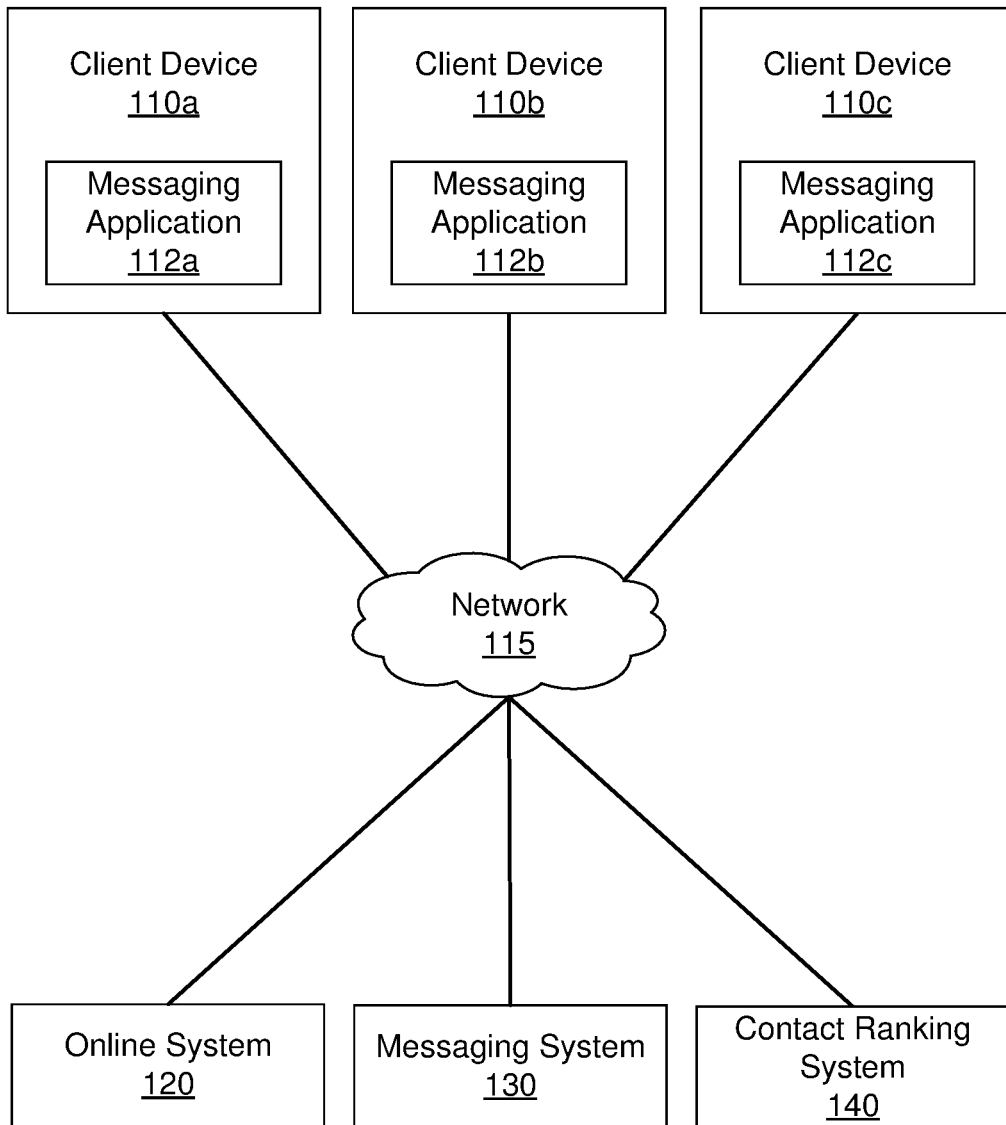 Client Device
110a
Messaging
Application
112a
Client Device
110b
Messaging
Application
112b
Client Device
110c
Messaging
Application
112c
Network
115
Online System
120
Messaging System
130
Contact Ranking
System
140